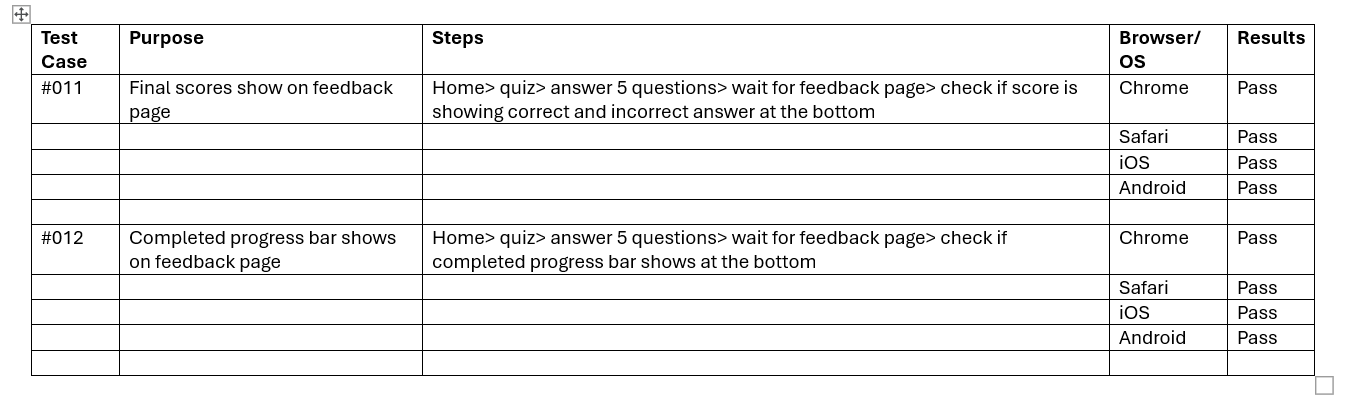 Test Case Purpose Steps Browser/ OS Results
#011 Final scores show on feedback page Home> quiz> answer 5 questions> wait for feedback page> check if score is showing correct and incorrect answer at the bottom Chrome Pass
Safari Pass
iOS Pass
Android Pass
#012 Completed progress bar shows on feedback page Home> quiz> answer 5 questions> wait for feedback page> check if completed progress bar shows at the bottom Chrome Pass
Safari Pass
iOS Pass
Android Pass